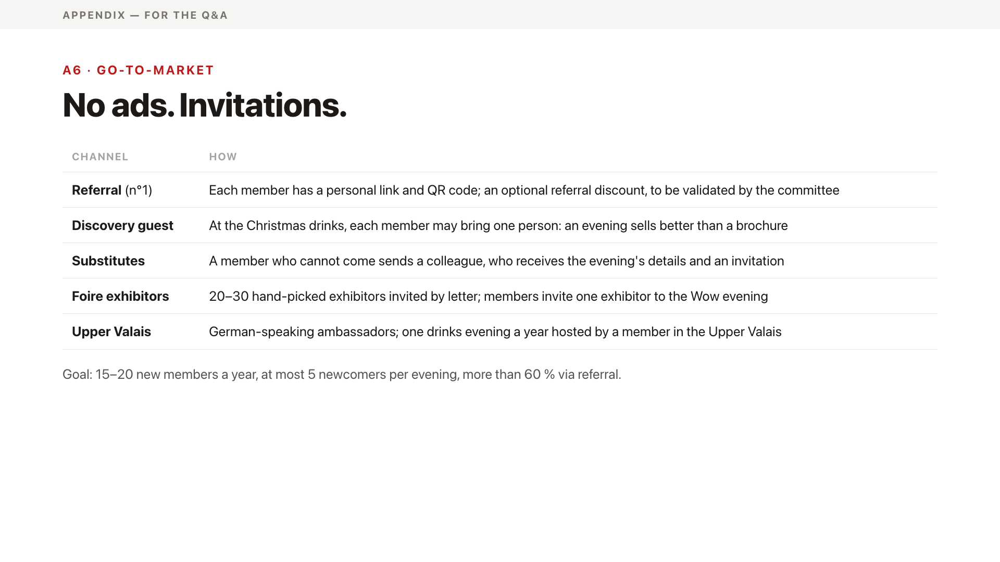 APPENDIX — FOR THE Q&A
A6 · GO-TO-MARKET
No ads. Invitations.
CHANNEL HOW
Referral (n°1) Each member has a personal link and QR code; an optional referral discount, to be validated by the committee
Discovery guest At the Christmas drinks, each member may bring one person: an evening sells better than a brochure
Substitutes A member who cannot come sends a colleague, who receives the evening's details and an invitation
Foire exhibitors 20–30 hand-picked exhibitors invited by letter; members invite one exhibitor to the Wow evening
Upper Valais German-speaking ambassadors; one drinks evening a year hosted by a member in the Upper Valais
Goal: 15–20 new members a year, at most 5 newcomers per evening, more than 60 % via referral.